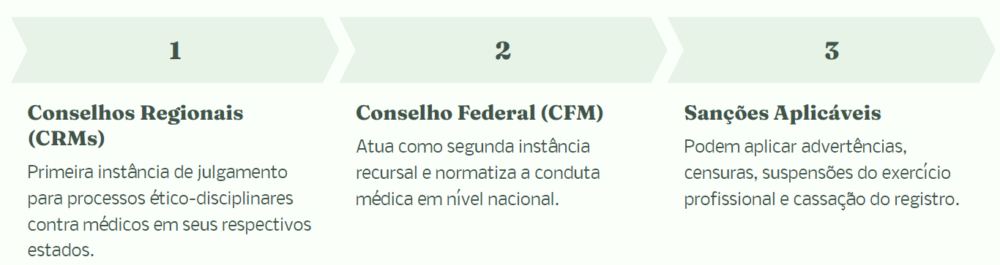 1
Conselhos Regionais
(CRMs)
Primeira instância de julgamento
para processos ético-disciplinares
contra médicos em seus respectivos
estados.
2
Conselho Federal (CFM)
Atua como segunda instância
recursal e normatiza a conduta
médica em nível nacional.
3
Sanções Aplicáveis
Podem aplicar advertências,
censuras, suspensões do exercício
profissional e cassação do registro.